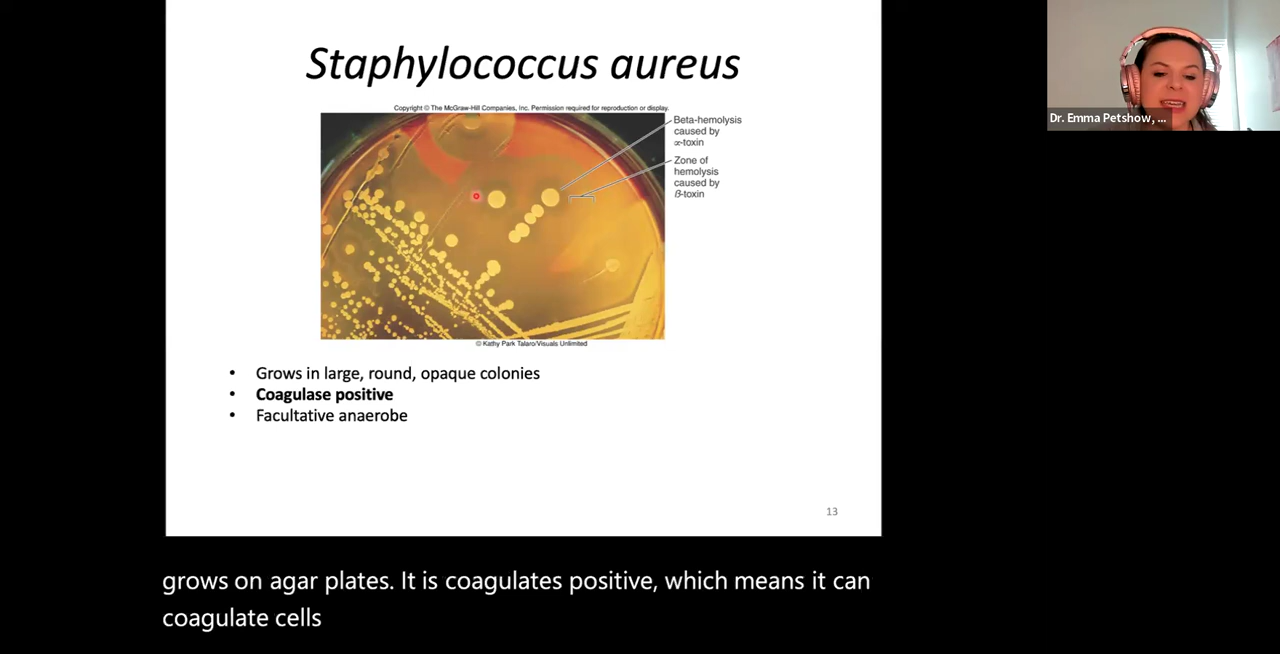 Staphylococcus aureus
Copyright © The McGraw-Hill Companies, Inc. Permission required for reproduction or display.
Beta-hemolysis
caused by
α-toxin
Zone of
hemolysis
caused by
β-toxin
© Kathy Park Talaro/Visuals Unlimited
• Grows in large, round, opaque colonies
• Coagulase positive
• Facultative anaerobe
13
Dr. Emma Petshow, ...
grows on agar plates. It is coagulates positive, which means it can
coagulate cells